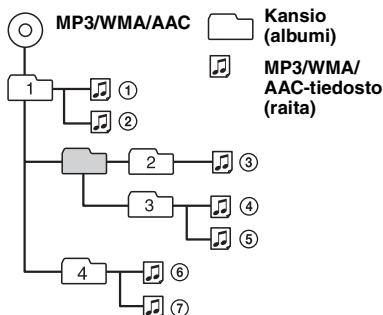 MP3/WMA/AAC
Kansio
(albumi)
MP3/WMA/
AAC-tiedosto
(raita)
1
①
②
2
③
3
④
⑤
4
⑥
⑦